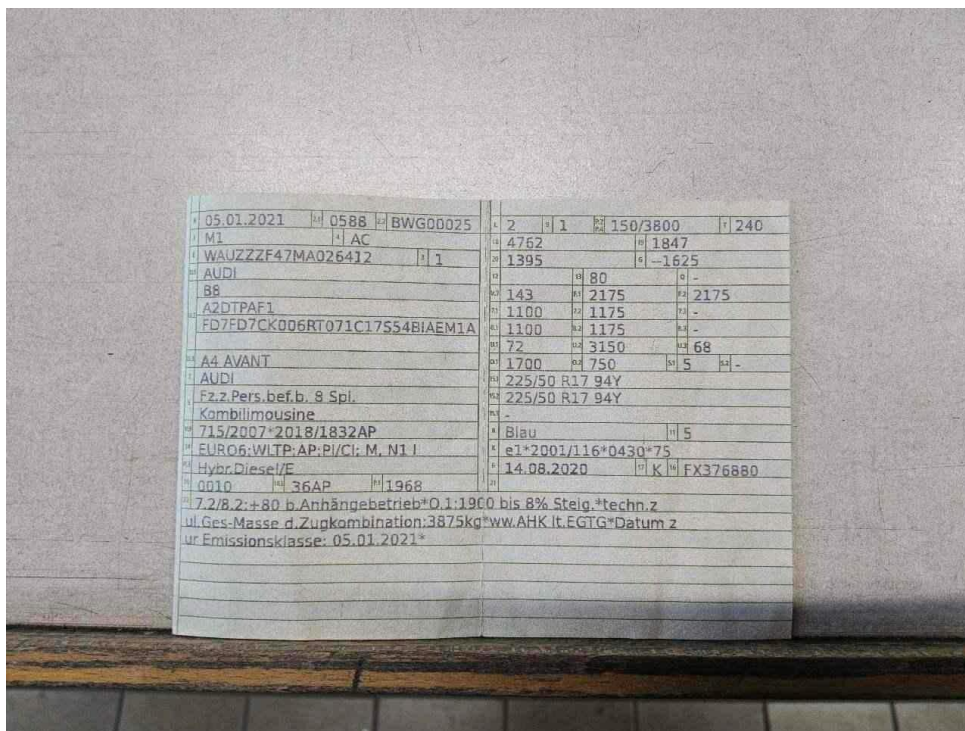 05.01.2021 0588 BWG00025
M1 AC
WAUZZZF47MA026412 1
AUDI
B8
A2DTPAF1
FD7FD7CK006RT071C17S54BIAEM1A
A4 AVANT
AUDI
Fz.z.Pers.bef.b. 8 Spl.
Kombilimousine
715/2007*2018/1832AP
EURO6;WLTP;AP;PI/CI; M, N1 I
Hybr.Diesel/E
0010 36AP 1968
2 1 150/3800 240
4762 1847
1395 -1625
80 -
143 2175 2175
1100 1175 -
1100 1175 -
72 3150 68
1700 750 5 -
225/50 R17 94Y
225/50 R17 94Y
-
Blau 5
e1*2001/116*0430*75
14.08.2020 K FX376880
7.2/8.2:+80 b.Anhängebetrieb*O.1:1900 bis 8% Steig.*techn.z
ul.Ges-Masse d.Zugkombination:3875kg*ww.AHK lt.EGTG*Datum z
ur Emissionsklasse: 05.01.2021*